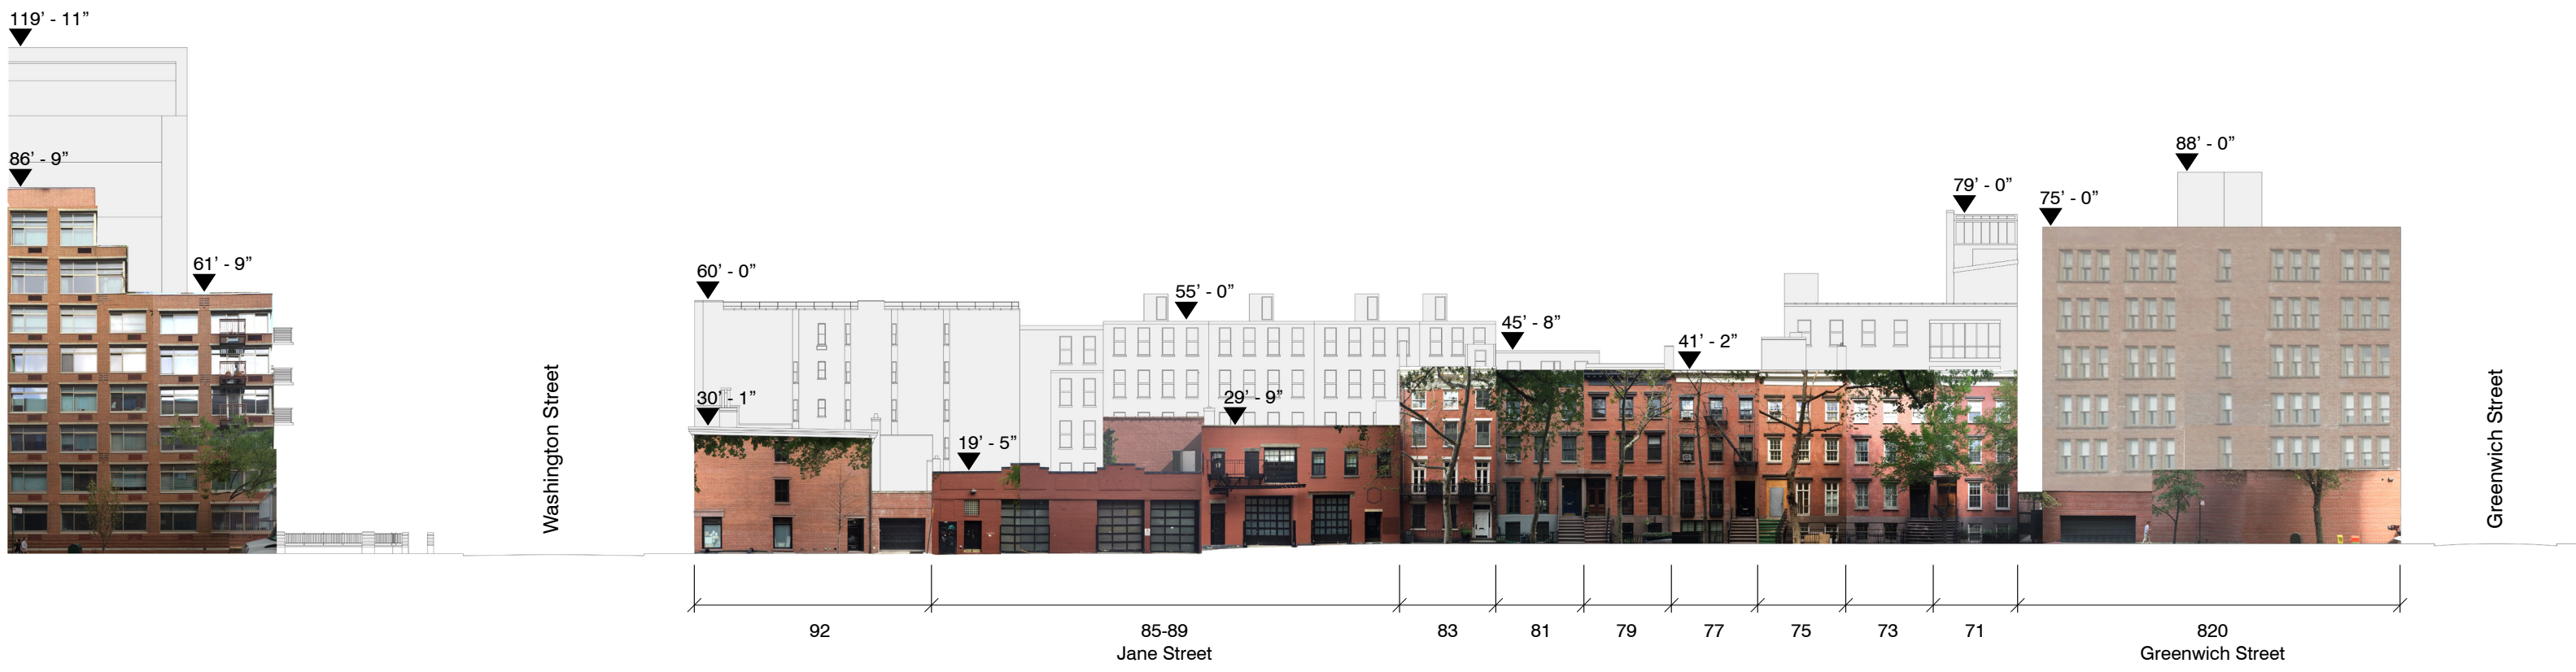 119’ - 11”
86’ - 9”
61’ - 9”
Washington Street
60’ - 0”
30’ - 1”
19’ - 5”
55’ - 0”
29’ - 9”
45’ - 8”
41’ - 2”
79’ - 0”
75’ - 0”
88’ - 0”
Greenwich Street
92
85-89
83
81
79
77
75
73
71
820
Jane Street
Greenwich Street